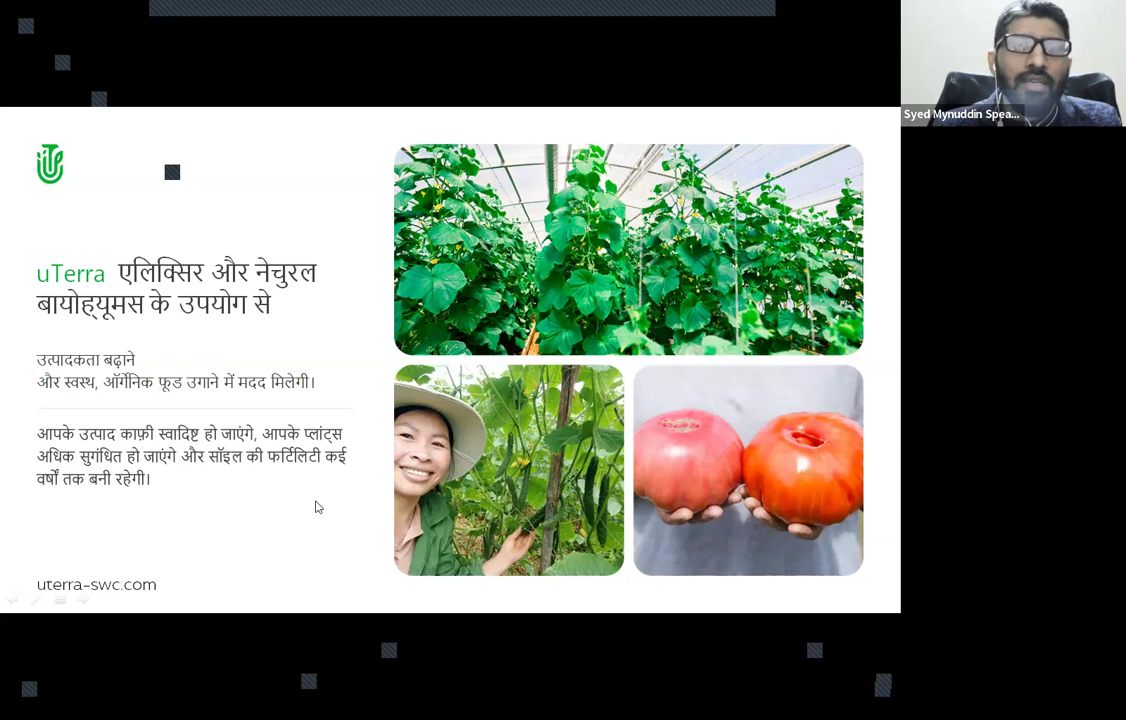 Syed Mynuddin Spea...
uTerra एलिक्सिर और नेचुरल
बायोह्यूमस के उपयोग से
उत्पादकता बढ़ाने
और स्वस्थ, ऑर्गेनिक फूड उगाने में मदद मिलेगी।
आपके उत्पाद काफ़ी स्वादिष्ट हो जाएंगे, आपके प्लांट्स
अधिक सुगंधित हो जाएंगे और सॉइल की फर्टिलिटी कई
वर्षों तक बनी रहेगी।
uterra-swc.com